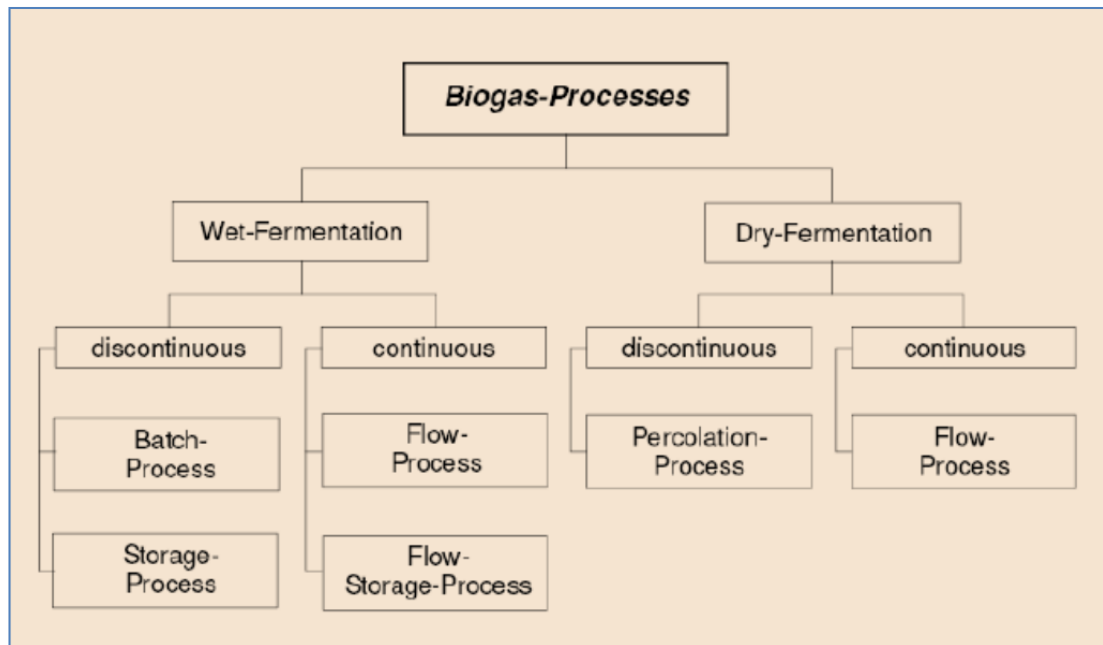 Biogas-Processes
Wet-Fermentation
Dry-Fermentation
discontinuous
continuous
discontinuous
continuous
Batch-
Process
Flow-
Process
Percolation-
Process
Flow-
Process
Storage-
Process
Flow-
Storage-Process